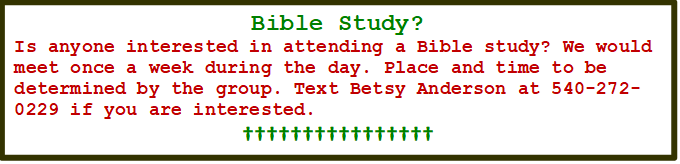 Bible Study?
Is anyone interested in attending a Bible study? We would
meet once a week during the day. Place and time to be
determined by the group. Text Betsy Anderson at 540-272-
0229 if you are interested.
††††††††††††††††